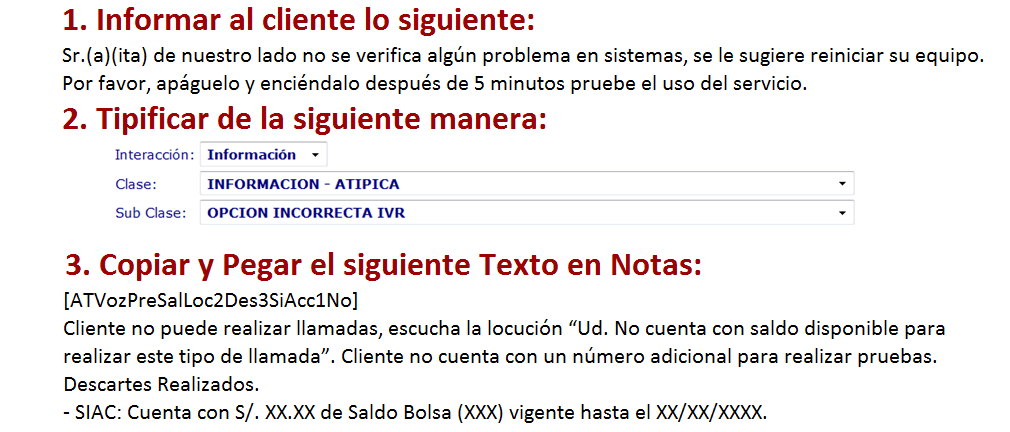 1. Informar al cliente lo siguiente:
Sr.(a)(ita) de nuestro lado no se verifica algún problema en sistemas, se le sugiere reiniciar su equipo.
Por favor, apáguelo y enciéndalo después de 5 minutos pruebe el uso del servicio.
2. Tipificar de la siguiente manera:
Interacción: Información
Clase: INFORMACION - ATIPICA
Sub Clase: OPCION INCORRECTA IVR
3. Copiar y Pegar el siguiente Texto en Notas:
[ATVozPreSalLoc2Des3SiAcc1No]
Cliente no puede realizar llamadas, escucha la locución “Ud. No cuenta con saldo disponible para
realizar este tipo de llamada”. Cliente no cuenta con un número adicional para realizar pruebas.
Descartes Realizados.
- SIAC: Cuenta con S/. XX.XX de Saldo Bolsa (XXX) vigente hasta el XX/XX/XXXX.